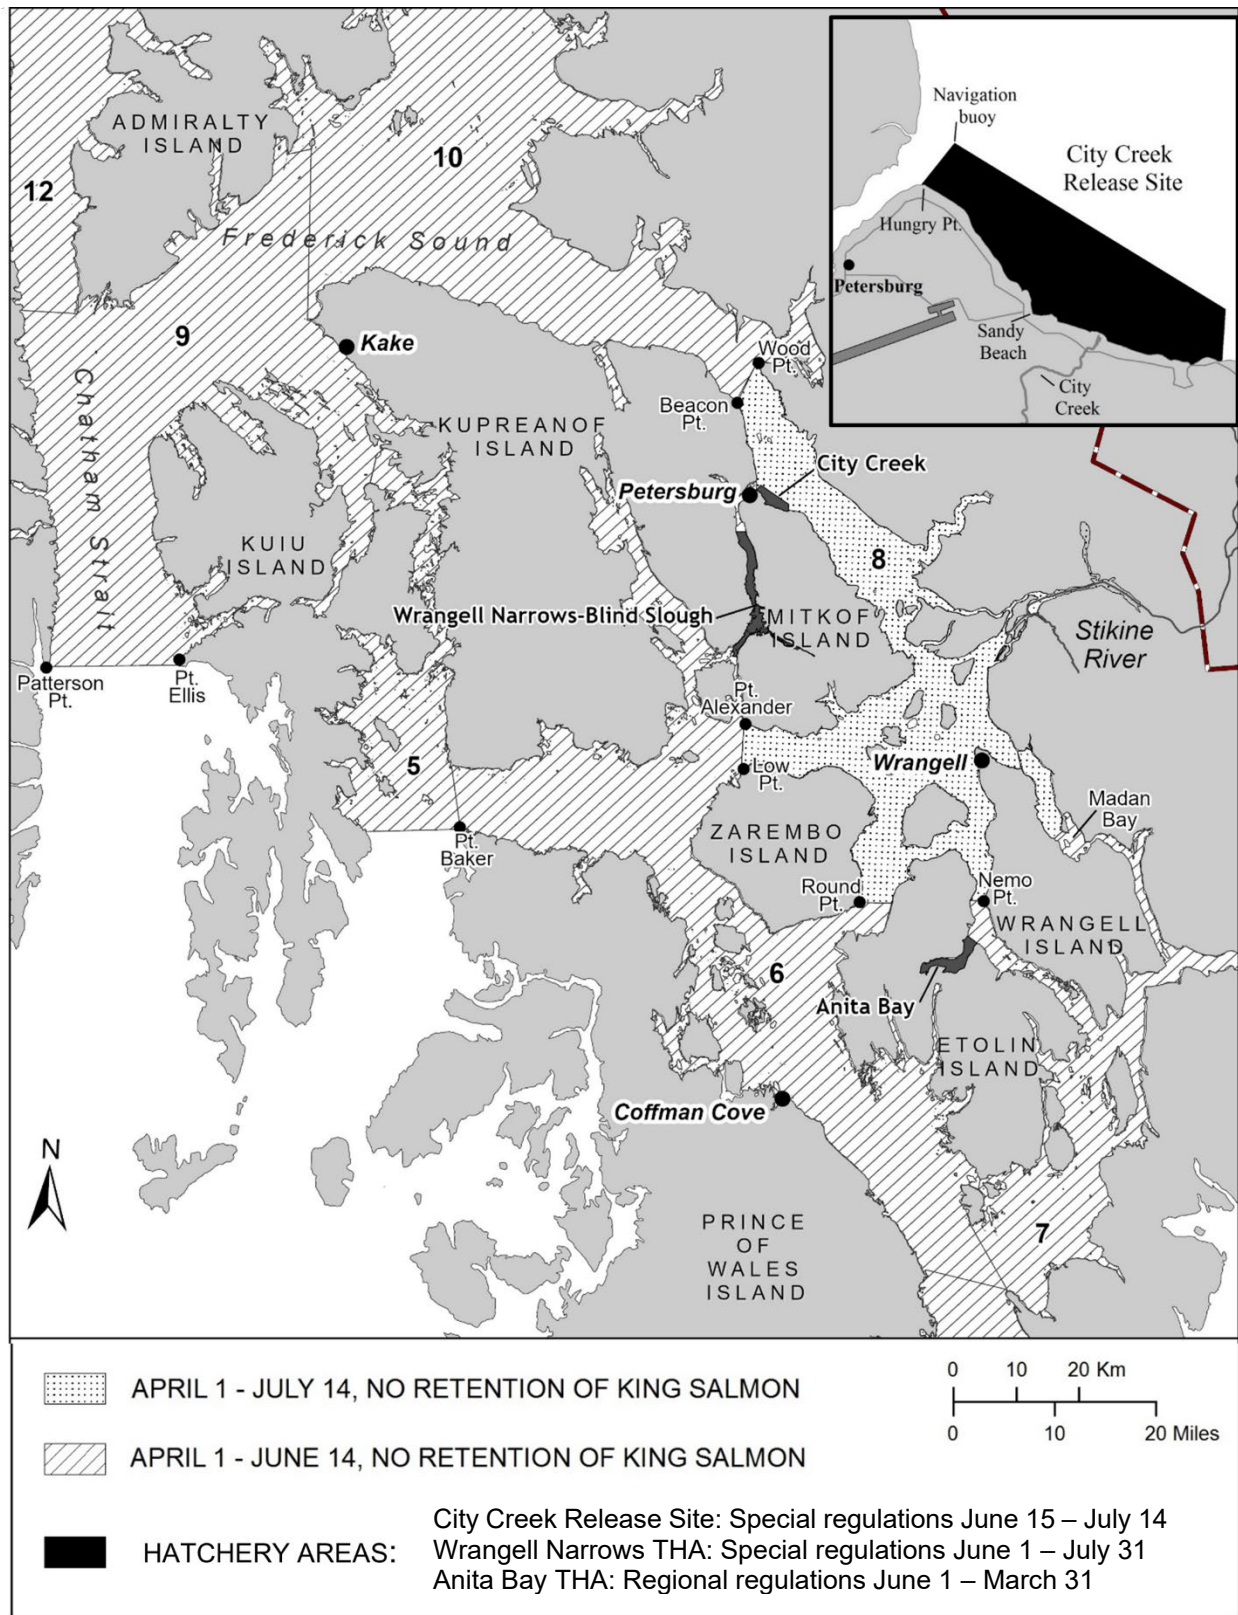 ADMIRALTY
ISLAND
12
10
Frederick Sound
9
Kake
Chatham Strait
KUPREANOF
ISLAND
Wood
Pt.
Beacon
Pt.
City Creek
Petersburg
8
KUIU
ISLAND
Wrangell Narrows-Blind Slough
MITKOF
ISLAND
Stikine
River
Patterson
Pt.
Pt.
Ellis
Pt.
Alexander
5
Low
Pt.
Wrangell
Madan
Bay
Pt.
Baker
ZAREMBO
ISLAND
Round
Pt.
Nemo
Pt.
WRANGELL
ISLAND
6
Anita Bay
ETOLIN
ISLAND
Coffman Cove
N
PRINCE
OF
WALES
ISLAND
7
Navigation
buoy
City Creek
Release Site
Hungry Pt.
Petersburg
Sandy
Beach
City
Creek
APRIL 1 - JULY 14, NO RETENTION OF KING SALMON
0 10 20 Km
APRIL 1 - JUNE 14, NO RETENTION OF KING SALMON
0 10 20 Miles
HATCHERY AREAS:
City Creek Release Site: Special regulations June 15 – July 14
Wrangell Narrows THA: Special regulations June 1 – July 31
Anita Bay THA: Regional regulations June 1 – March 31